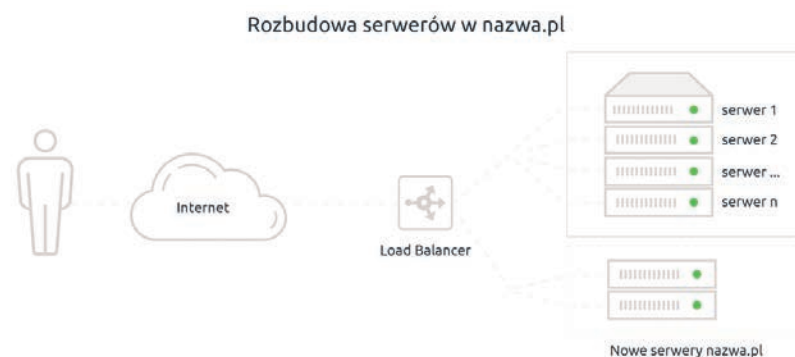 Rozbudowa serwerów w nazwa.pl
serwer 1
serwer 2
serwer ...
serwer n
Internet
Load Balancer
Nowe serwery nazwa.pl